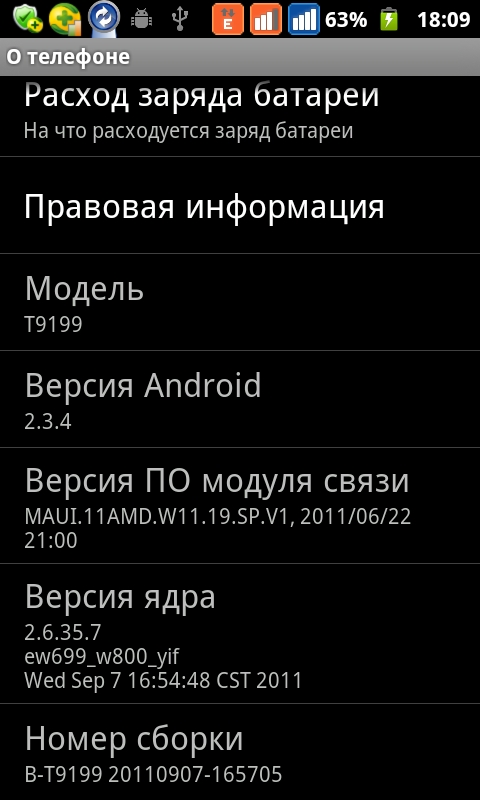 E 63% 18:09
О телефоне
Расход заряда батареи
На что расходуется заряд батареи
Правовая информация
Модель
T9199
Версия Android
2.3.4
Версия ПО модуля связи
MAUI.11AMD.W11.19.SP.V1, 2011/06/22
21:00
Версия ядра
2.6.35.7
ew699_w800_yif
Wed Sep 7 16:54:48 CST 2011
Номер сборки
B-T9199 20110907-165705